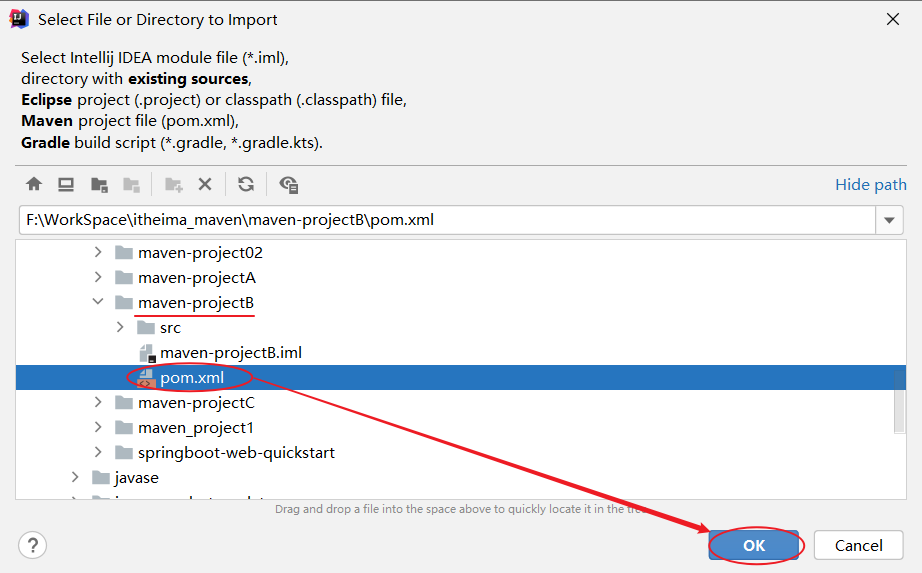 Select File or Directory to Import
Select Intellij IDEA module file (*.iml),
directory with existing sources,
Eclipse project (.project) or classpath (.classpath) file,
Maven project file (pom.xml),
Gradle build script (*.gradle, *.gradle.kts).
Hide path
F:\WorkSpace\itheima_maven\maven-projectB\pom.xml
maven-project02
maven-projectA
maven-projectB
src
maven-projectB.iml
pom.xml
maven-projectC
maven_project1
springboot-web-quickstart
javase
Drag and drop a file into the space above to quickly locate it in the tree
?
OK
Cancel